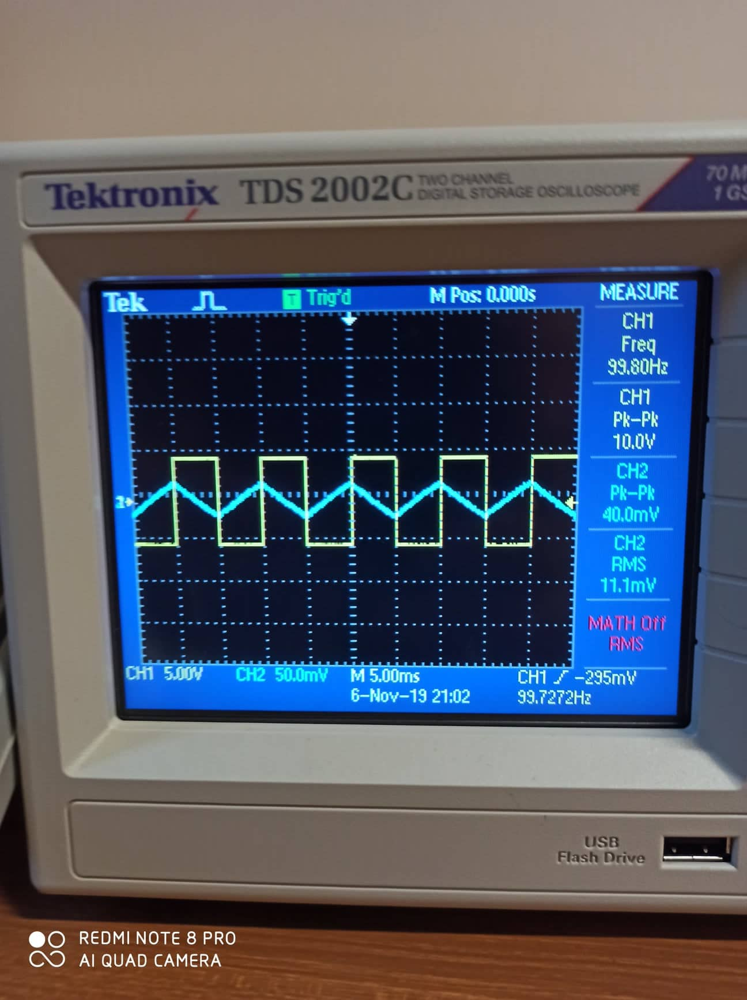 Tektronix TDS 2002C TWO CHANNEL
DIGITAL STORAGE OSCILLOSCOPE
70 M
1 GS
Tek
T Trig'd
M Pos: 0.000s
MEASURE
CH1
Freq
99.80Hz
CH1
Pk-Pk
10.0V
CH2
Pk-Pk
40.0mV
CH2
RMS
11.1mV
MATH Off
RMS
CH1 5.00V
CH2 50.0mV
M 5.00ms
CH1 -295mV
6-Nov-19 21:02
99.7272Hz
USB
Flash Drive
REDMI NOTE 8 PRO
AI QUAD CAMERA